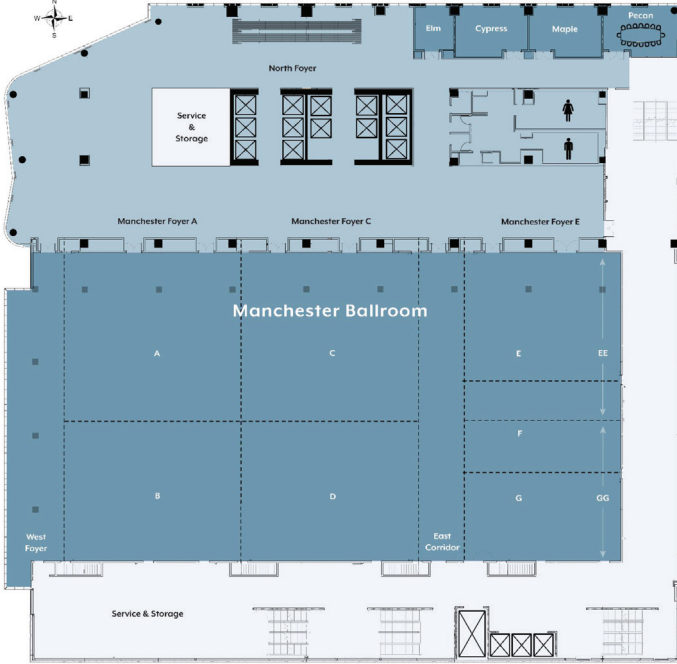 N
W E
S
Elm
Cypress
Maple
Pecan
North Foyer
Service
&
Storage
Manchester Foyer A
Manchester Foyer C
Manchester Foyer E
Manchester Ballroom
A
C
E
EE
F
B
D
G
GG
West
Foyer
East
Corridor
Service & Storage